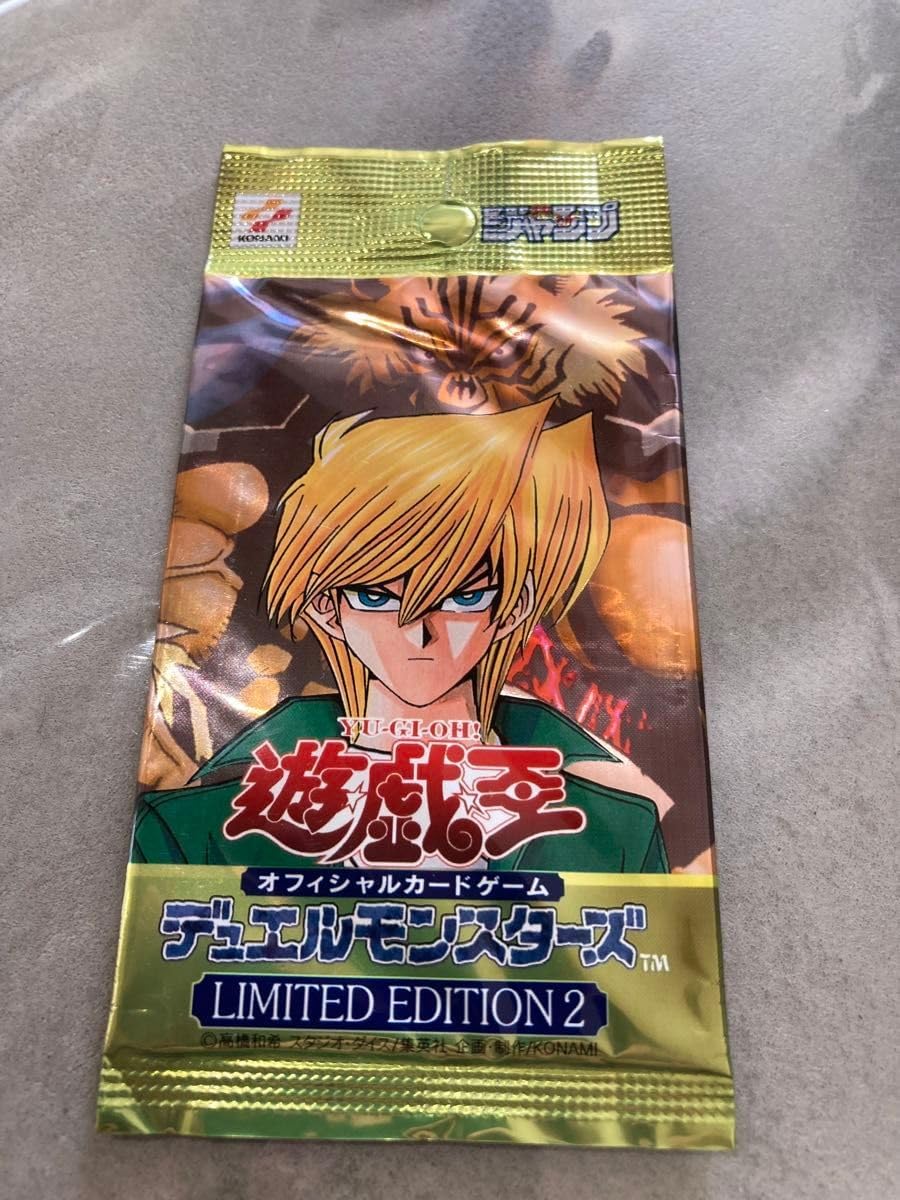 KONAMI
ジャンプ
YU-GI-OH!
遊☆戯☆王
オフィシャルカードゲーム
デュエルモンスターズ™
LIMITED EDITION 2
©高橋和希 スタジオ・ダイス/集英社 企画・制作/KONAMI